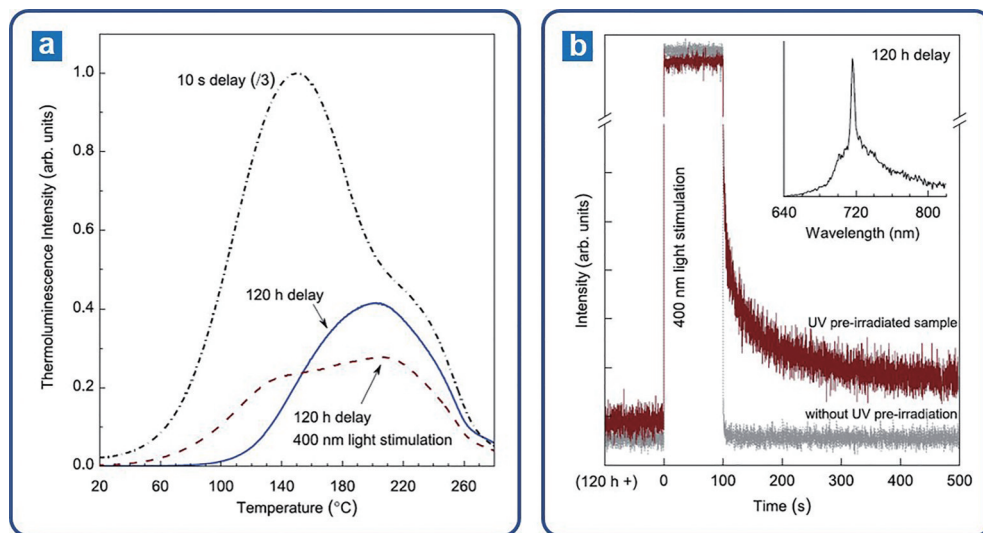 a
Thermoluminescence Intensity (arb. units)
1.0
0.8
0.6
0.4
0.2
0.0
10 s delay (/3)
120 h delay
120 h delay
400 nm light stimulation
20 60 100 140 180 220 260
Temperature (°C)
b
Intensity (arb. units)
400 nm light stimulation
120 h delay
640 720 800
Wavelength (nm)
UV pre-irradiated sample
without UV pre-irradiation
(120 h +) 0 100 200 300 400 500
Time (s)